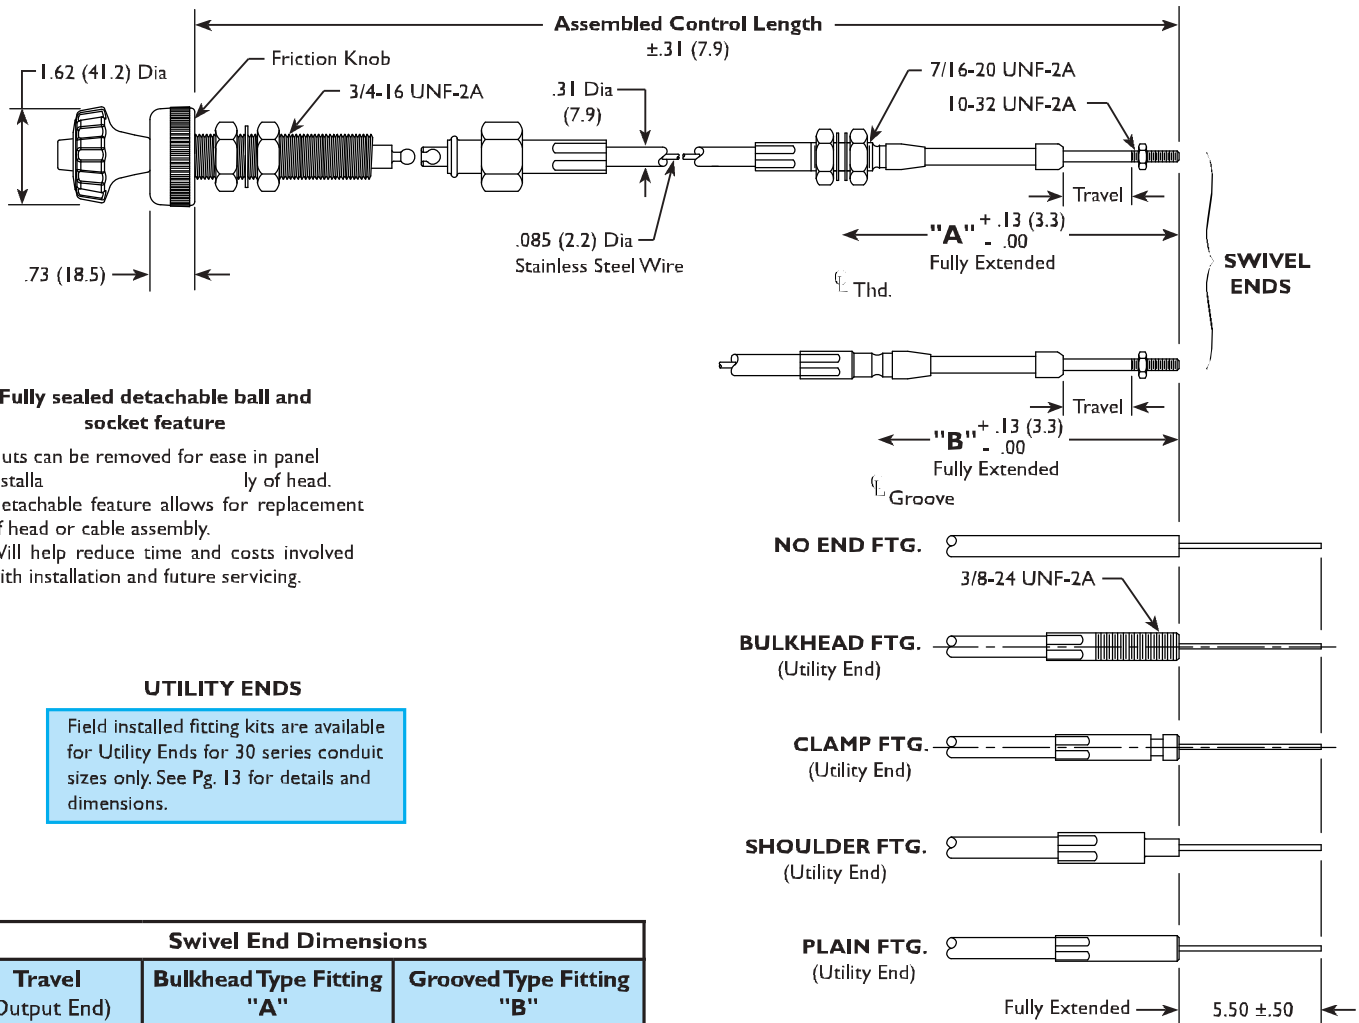 Assembled Control Length
±.31 (7.9)
1.62 (41.2) Dia
Friction Knob
3/4-16 UNF-2A
.31 Dia
(7.9)
7/16-20 UNF-2A
10-32 UNF-2A
Travel
"A" + .13 (3.3)
- .00
Fully Extended
.085 (2.2) Dia
Stainless Steel Wire
.73 (18.5)
℄ Thd.
SWIVEL
ENDS
Travel
"B" + .13 (3.3)
- .00
Fully Extended
℄ Groove
Fully sealed detachable ball and
socket feature
uts can be removed for ease in panel
stalla ly of head.
etachable feature allows for replacement
f head or cable assembly.
Will help reduce time and costs involved
ith installation and future servicing.
NO END FTG.
3/8-24 UNF-2A
BULKHEAD FTG.
(Utility End)
CLAMP FTG.
(Utility End)
SHOULDER FTG.
(Utility End)
PLAIN FTG.
(Utility End)
Fully Extended
5.50 ±.50
UTILITY ENDS
Field installed fitting kits are available
for Utility Ends for 30 series conduit
sizes only. See Pg. 13 for details and
dimensions.
Swivel End Dimensions
Travel
Output End)
Bulkhead Type Fitting
"A"
Grooved Type Fitting
"B"